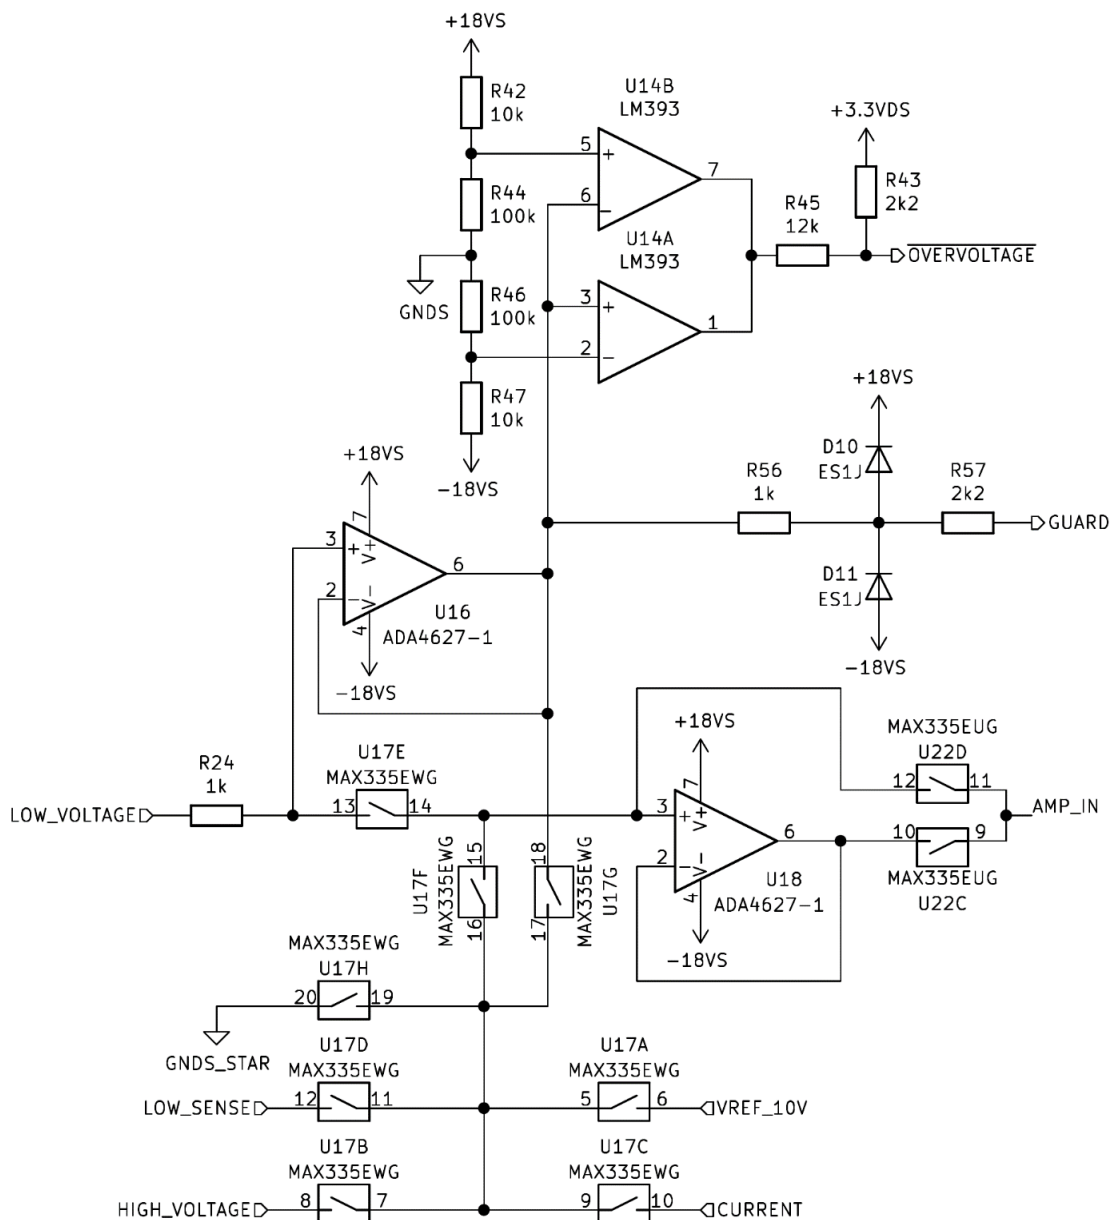 +18VS
R42
10k
U14B
LM393
+3.3VDS
5
+
7
R43
2k2
R44
100k
6
−
R45
12k
U14A
LM393
OVERVOLTAGE
GNDS
R46
100k
3
+
1
2
−
R47
10k
+18VS
-18VS
+18VS
D10
ES1J
R56
1k
R57
2k2
GUARD
7
3
+
V+
6
2
−
V-
4
U16
ADA4627-1
-18VS
D11
ES1J
-18VS
+18VS
MAX335EUG
U22D
12
11
R24
1k
U17E
MAX335EWG
LOW_VOLTAGE
13
14
7
3
+
V+
6
2
−
V-
4
U18
ADA4627-1
-18VS
AMP_IN
10
9
MAX335EUG
U22C
15
U17F
MAX335EWG
16
18
MAX335EWG
U17G
17
MAX335EWG
U17H
20
19
GNDS_STAR
U17D
MAX335EWG
U17A
MAX335EWG
LOW_SENSE
12
11
5
6
VREF_10V
U17B
MAX335EWG
U17C
MAX335EWG
HIGH_VOLTAGE
8
7
9
10
CURRENT